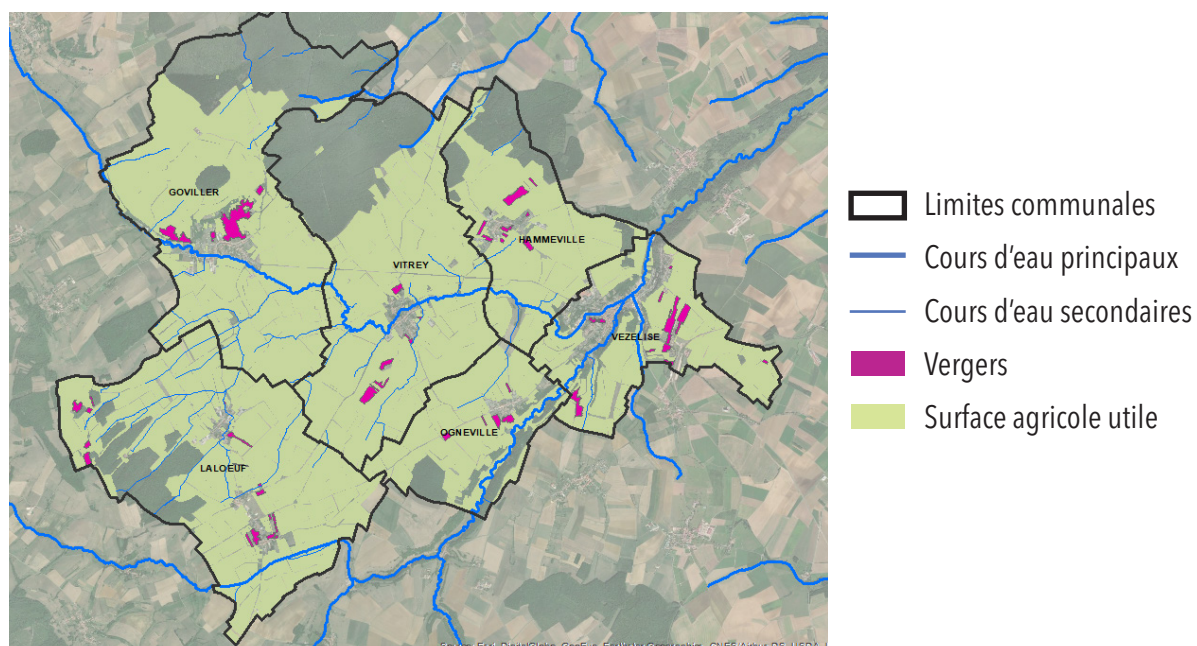 GOVILLER
HAMMEVILLE
VITREY
VEZELISE
OGNEVILLE
LALOEUF
Limites communales
Cours d'eau principaux
Cours d'eau secondaires
Vergers
Surface agricole utile